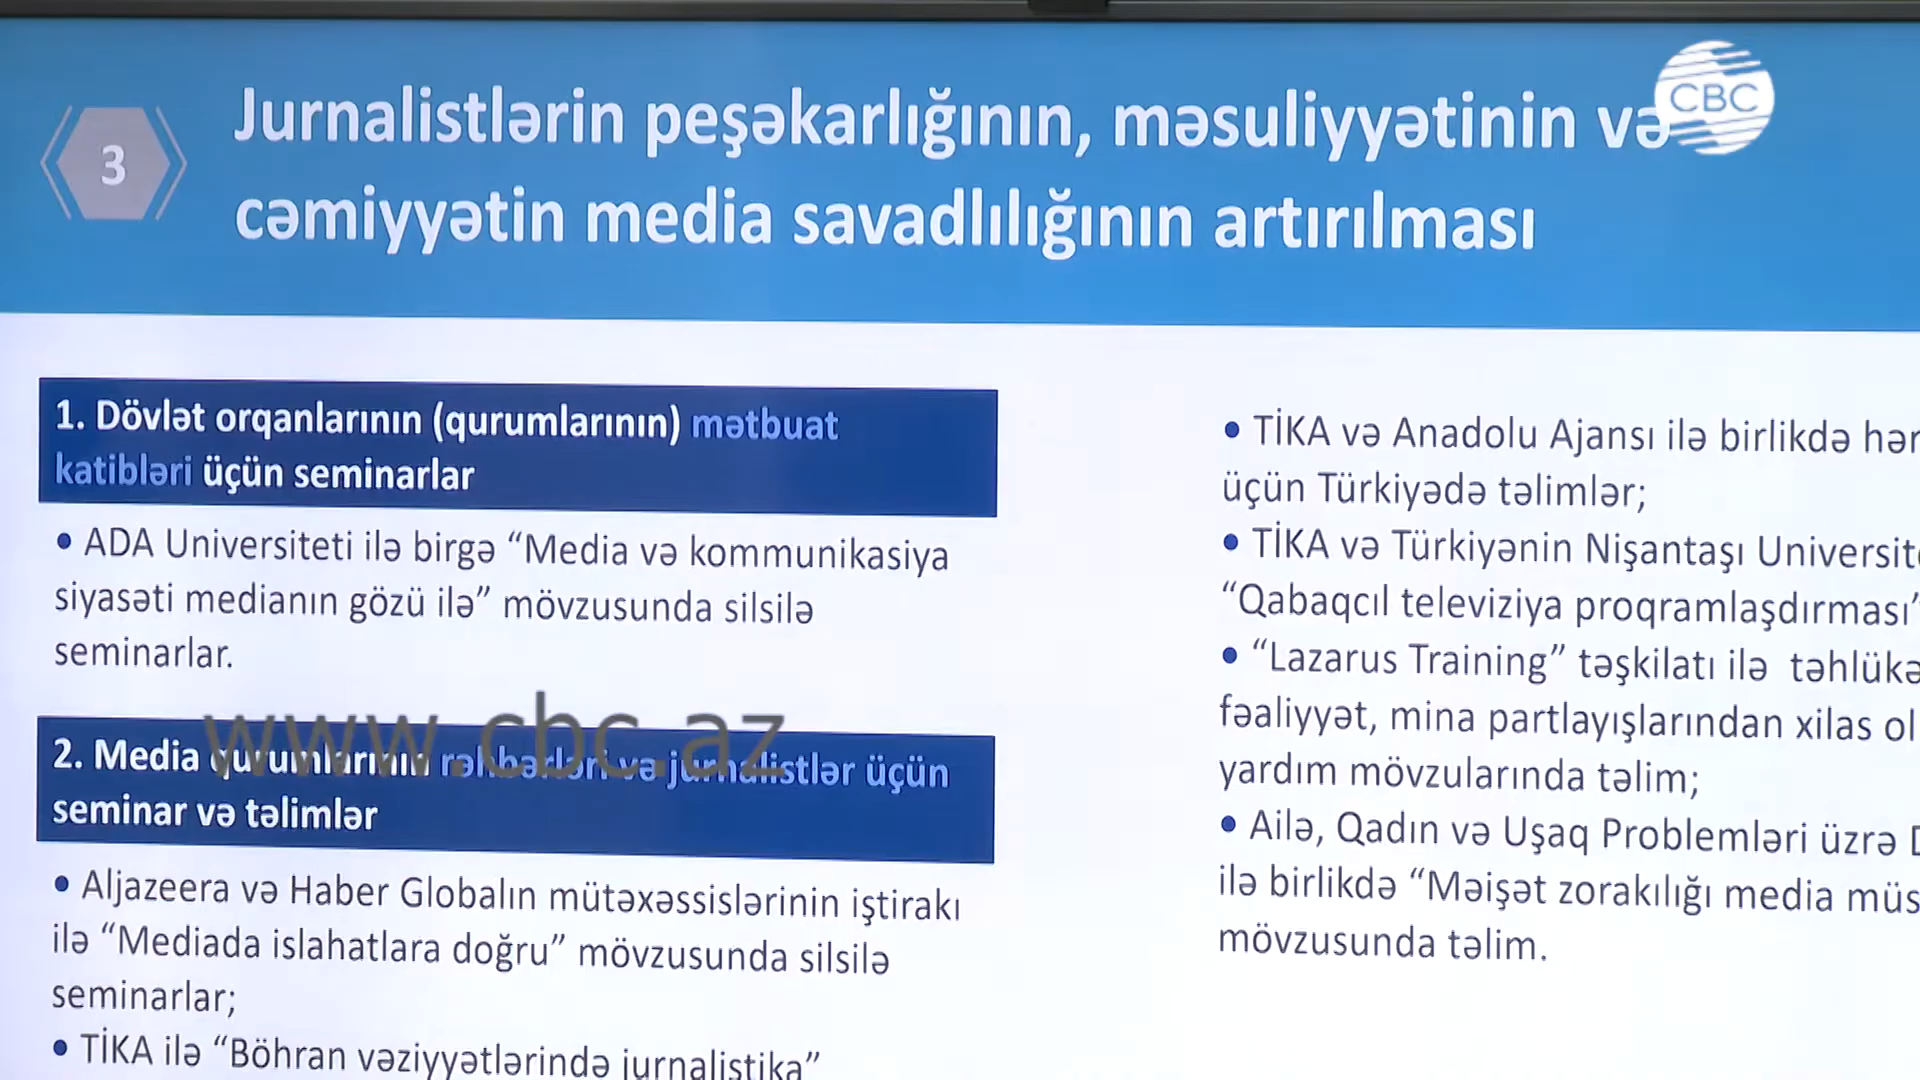 3
Jurnalistlərin peşəkarlığının, məsuliyyətinin və
cəmiyyətin media savadlılığının artırılması
CBC
1. Dövlət orqanlarının (qurumlarının) mətbuat
katibləri üçün seminarlar
• ADA Universiteti ilə birgə “Media və kommunikasiya
siyasəti medianın gözü ilə” mövzusunda silsilə
seminarlar.
www.cbc.az
2. Media qurumlarının rəhbərləri və jurnalistlər üçün
seminar və təlimlər
• Aljazeera və Haber Globalın mütəxəssislərinin iştirakı
ilə “Mediada islahatlara doğru” mövzusunda silsilə
seminarlar;
• TİKA ilə “Böhran vəziyyətlərində jurnalistika”
• TİKA və Anadolu Ajansı ilə birlikdə
üçün Türkiyədə təlimlər;
• TİKA və Türkiyənin Nişantaşı
“Qabaqcıl televiziya proqramlaşdırması”
• “Lazarus Training” təşkilatı ilə
fəaliyyət, mina partlayışlarından xilas
yardım mövzularında təlim;
• Ailə, Qadın və Uşaq Problemləri üzrə
ilə birlikdə “Məişət zorakılığı media
mövzusunda təlim.